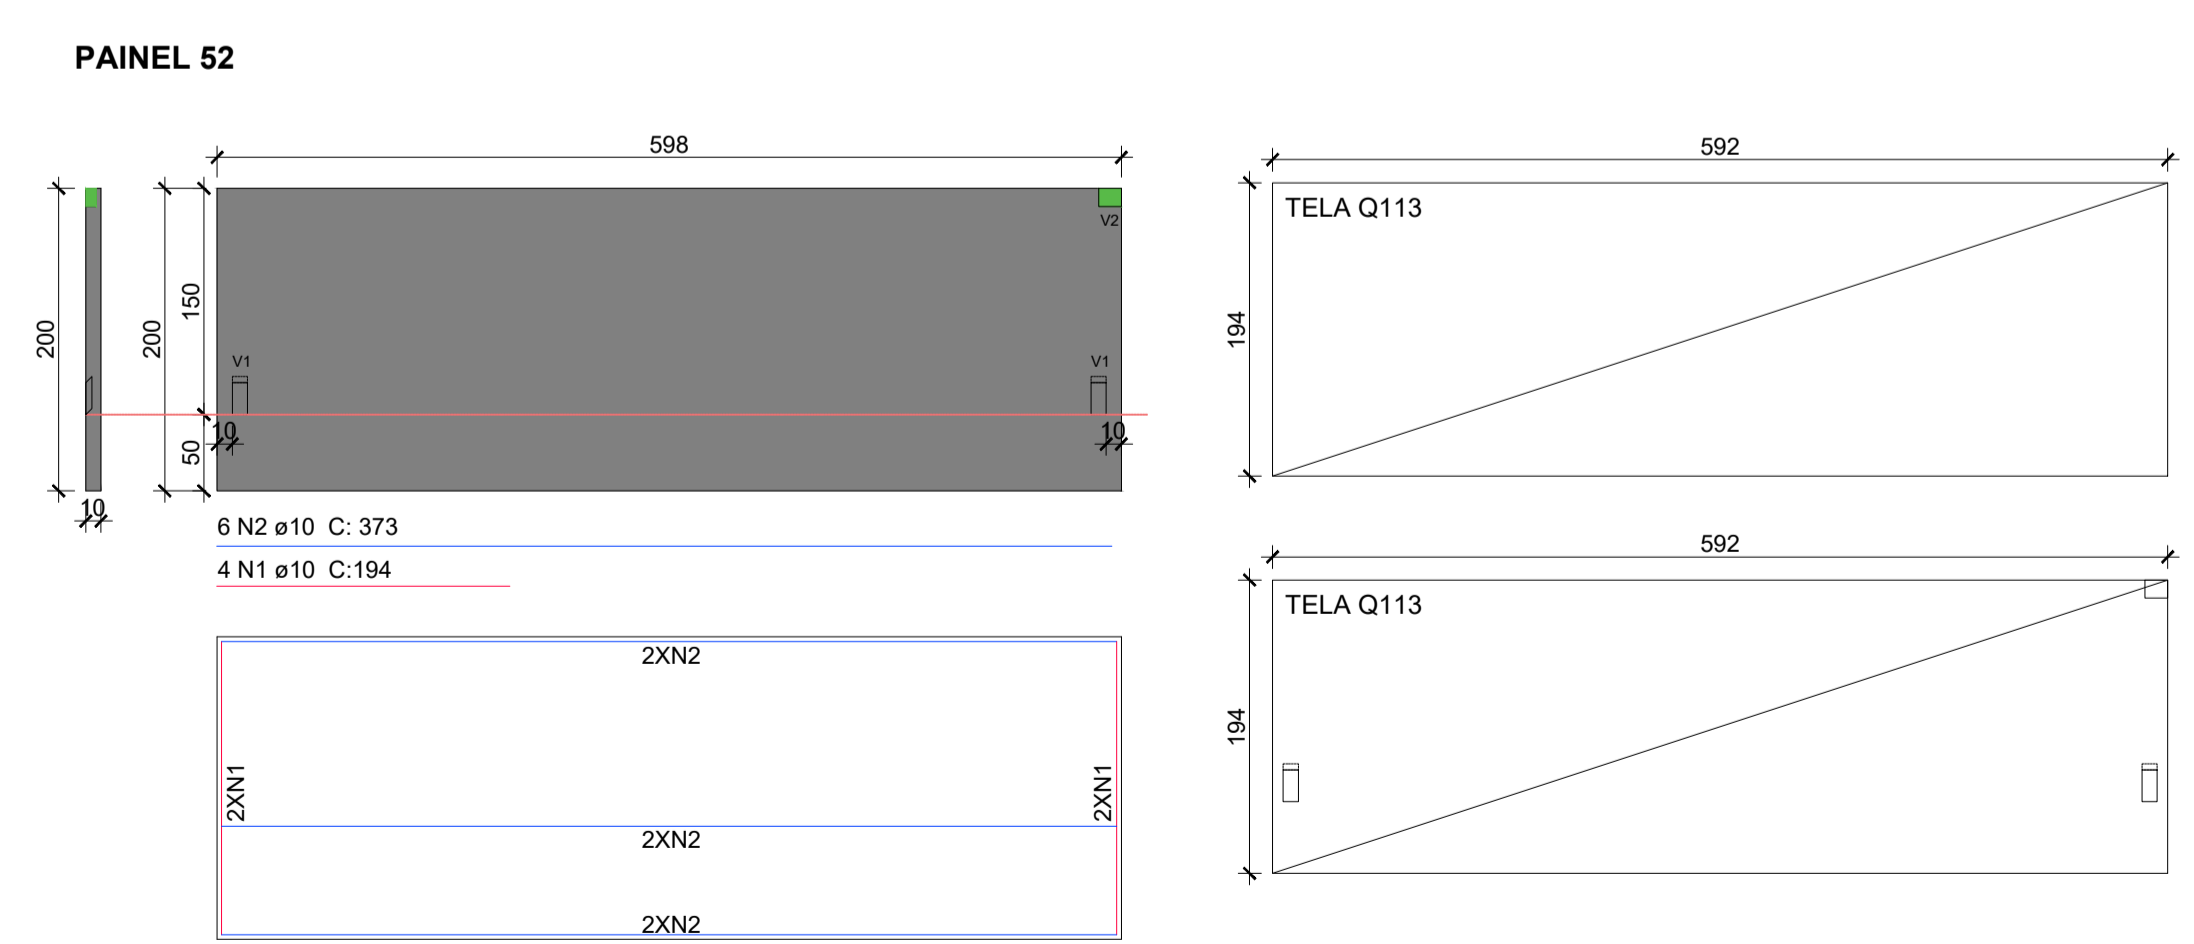 PAINEL 52
598
200
200
150
50
V2
V1
V1
10
10
10
6 N2 ø10 C: 373
4 N1 ø10 C:194
2XN2
2XN1
2XN1
2XN2
2XN2
592
TELA Q113
194
592
TELA Q113
194